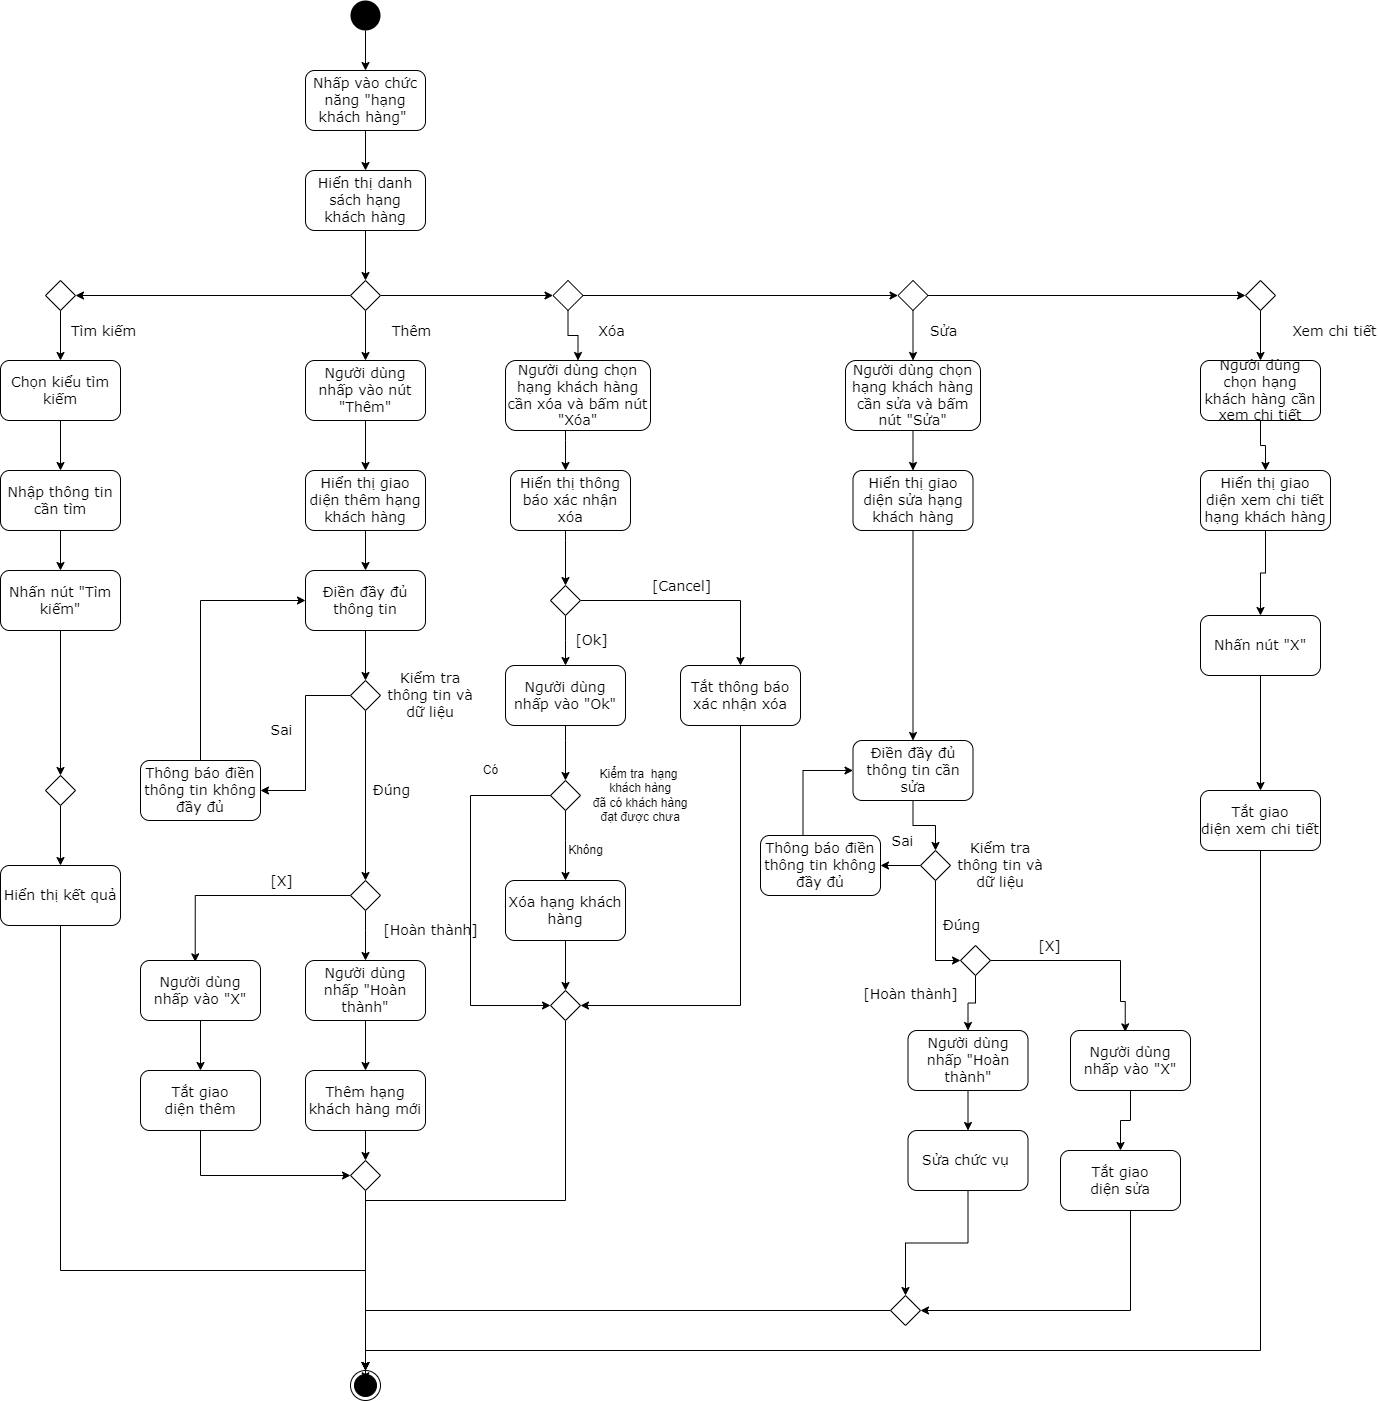 Nhấp vào chức
năng "hạng
khách hàng"
Hiển thị danh
sách hạng
khách hàng
Tìm kiếm
Thêm
Xóa
Sửa
Xem chi tiết
Chọn kiểu tìm
kiếm
Người dùng
nhấp vào nút
"Thêm"
Người dùng chọn
hạng khách hàng
cần xóa và bấm nút
"Xóa"
Người dùng chọn
hạng khách hàng
cần sửa và bấm
nút "Sửa"
Người dùng
chọn hạng
khách hàng cần
xem chi tiết
Nhập thông tin
cần tìm
Hiển thị giao
diện thêm hạng
khách hàng
Hiển thị thông
báo xác nhận
xóa
Hiển thị giao
diện sửa hạng
khách hàng
Hiển thị giao
diện xem chi tiết
hạng khách hàng
Nhấn nút "Tìm
kiếm"
Điền đầy đủ
thông tin
[Cancel]
[Ok]
Nhấn nút "X"
Kiểm tra
thông tin và
dữ liệu
Sai
Người dùng
nhấp vào "Ok"
Tắt thông báo
xác nhận xóa
Thông báo điền
thông tin không
đầy đủ
Đúng
Có
Kiểm tra hạng
khách hàng
đã có khách hàng
đạt được chưa
Điền đầy đủ
thông tin cần
sửa
Tắt giao
diện xem chi tiết
Không
Thông báo điền
thông tin không
đầy đủ
Sai
Kiểm tra
thông tin và
dữ liệu
Hiển thị kết quả
[X]
Xóa hạng khách
hàng
[Hoàn thành]
Đúng
[X]
Người dùng
nhấp vào "X"
Người dùng
nhấp "Hoàn
thành"
[Hoàn thành]
Người dùng
nhấp "Hoàn
thành"
Người dùng
nhấp vào "X"
Tắt giao
diện thêm
Thêm hạng
khách hàng mới
Sửa chức vụ
Tắt giao
diện sửa